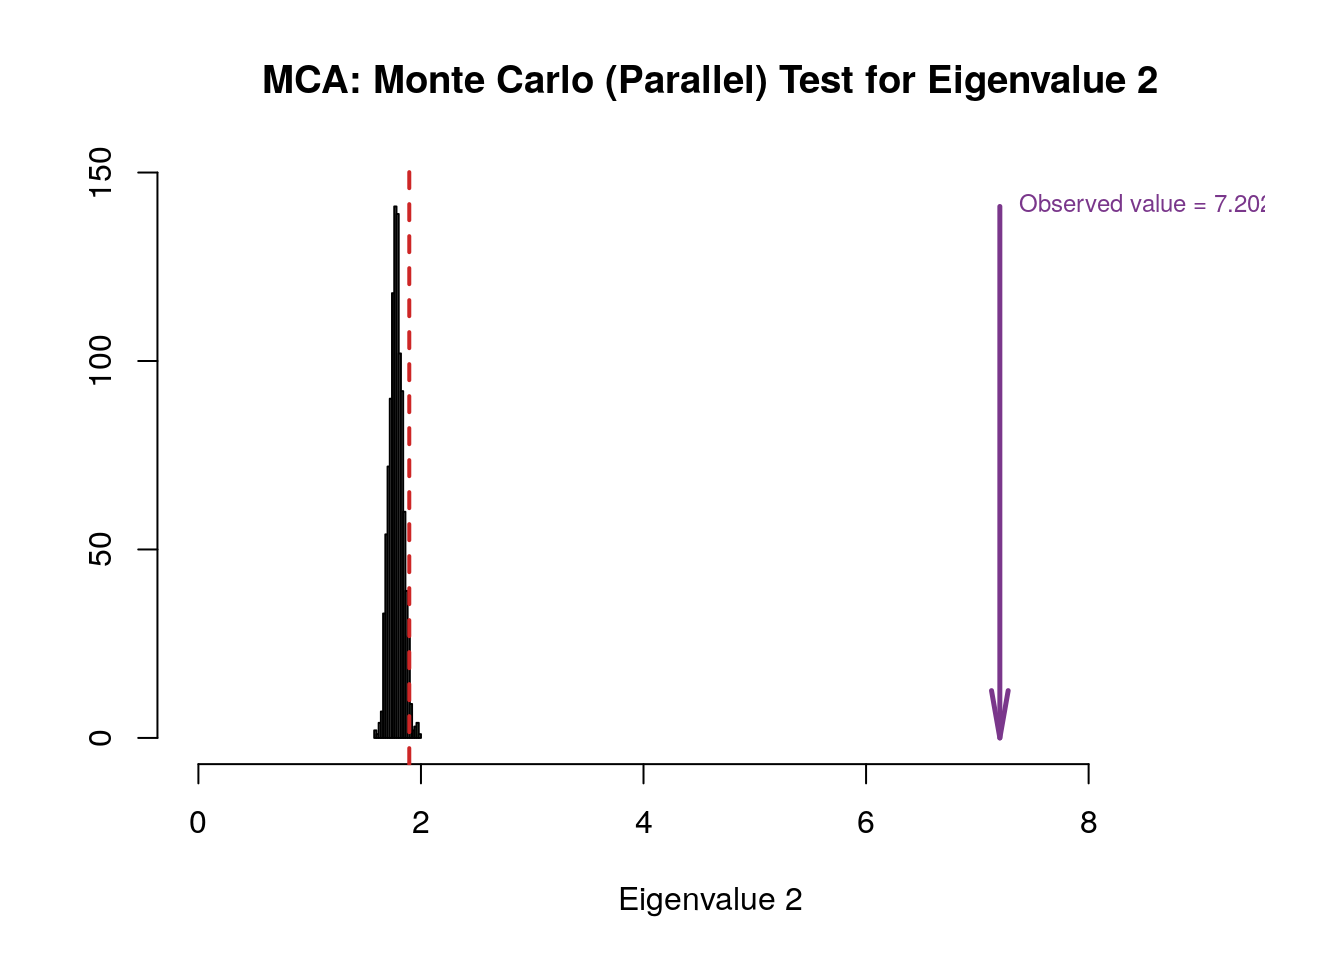 MCA: Monte Carlo (Parallel) Test for Eigenvalue 2
150
100
50
0
Observed value = 7.202
0 2 4 6 8
Eigenvalue 2